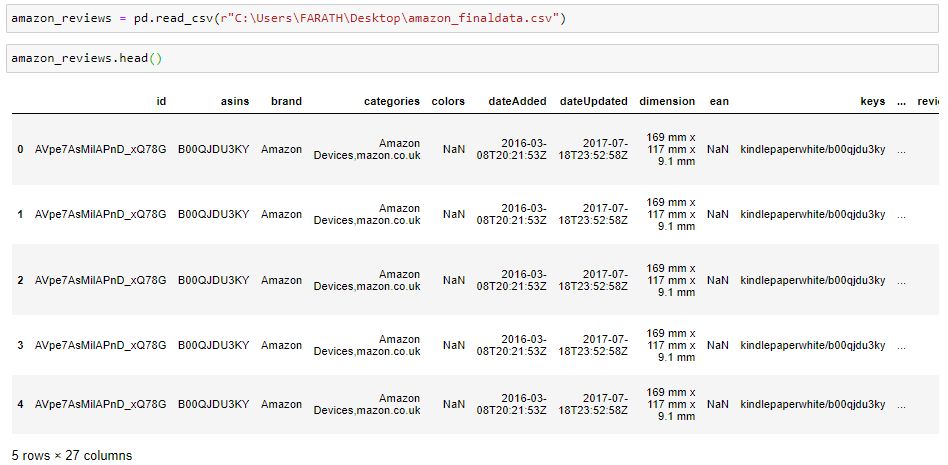 amazon_reviews = pd.read_csv(r"C:\Users\FARATH\Desktop\amazon_finaldata.csv")
amazon_reviews.head()
id asins brand categories colors dateAdded dateUpdated dimension ean keys ... revie
0 AVpe7AsMilAPnD_xQ78G B00QJDU3KY Amazon Amazon Devices,mazon.co.uk NaN 2016-03-08T20:21:53Z 2017-07-18T23:52:58Z 169 mm x 117 mm x 9.1 mm NaN kindlepaperwhite/b00qjdu3ky ...
1 AVpe7AsMilAPnD_xQ78G B00QJDU3KY Amazon Amazon Devices,mazon.co.uk NaN 2016-03-08T20:21:53Z 2017-07-18T23:52:58Z 169 mm x 117 mm x 9.1 mm NaN kindlepaperwhite/b00qjdu3ky ...
2 AVpe7AsMilAPnD_xQ78G B00QJDU3KY Amazon Amazon Devices,mazon.co.uk NaN 2016-03-08T20:21:53Z 2017-07-18T23:52:58Z 169 mm x 117 mm x 9.1 mm NaN kindlepaperwhite/b00qjdu3ky ...
3 AVpe7AsMilAPnD_xQ78G B00QJDU3KY Amazon Amazon Devices,mazon.co.uk NaN 2016-03-08T20:21:53Z 2017-07-18T23:52:58Z 169 mm x 117 mm x 9.1 mm NaN kindlepaperwhite/b00qjdu3ky ...
4 AVpe7AsMilAPnD_xQ78G B00QJDU3KY Amazon Amazon Devices,mazon.co.uk NaN 2016-03-08T20:21:53Z 2017-07-18T23:52:58Z 169 mm x 117 mm x 9.1 mm NaN kindlepaperwhite/b00qjdu3ky ...
5 rows × 27 columns